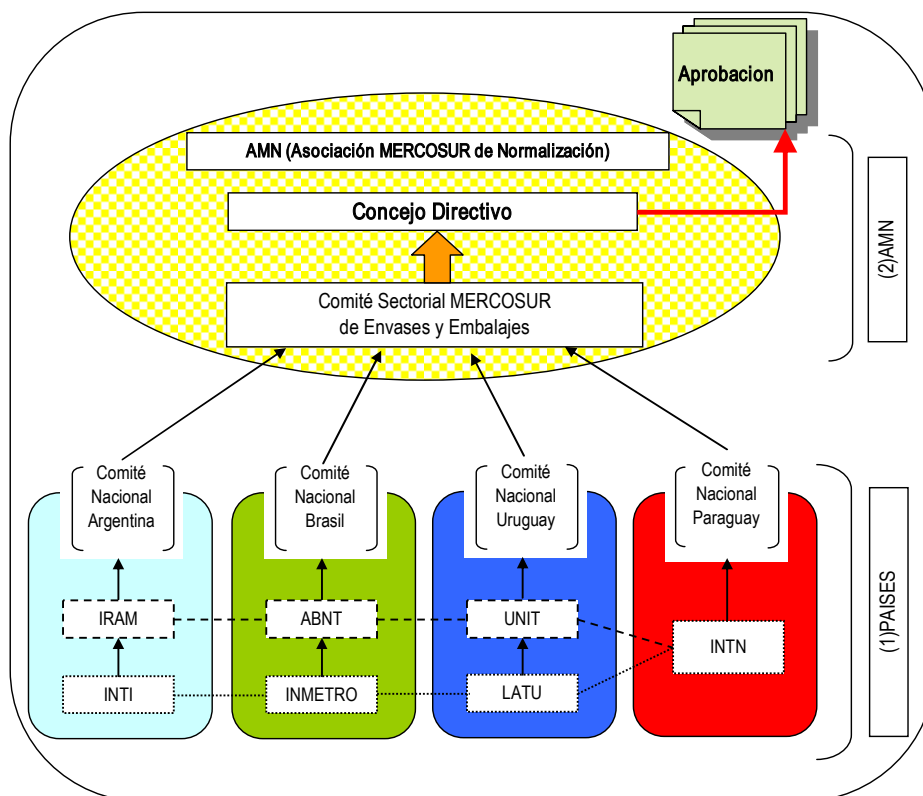 Aprobacion
AMN (Asociación MERCOSUR de Normalización)
Concejo Directivo
Comité Sectorial MERCOSUR
de Envases y Embalajes
(2)AMN
Comité
Nacional
Argentina
Comité
Nacional
Brasil
Comité
Nacional
Uruguay
Comité
Nacional
Paraguay
IRAM
ABNT
UNIT
INTN
INTI
INMETRO
LATU
(1)PAISES